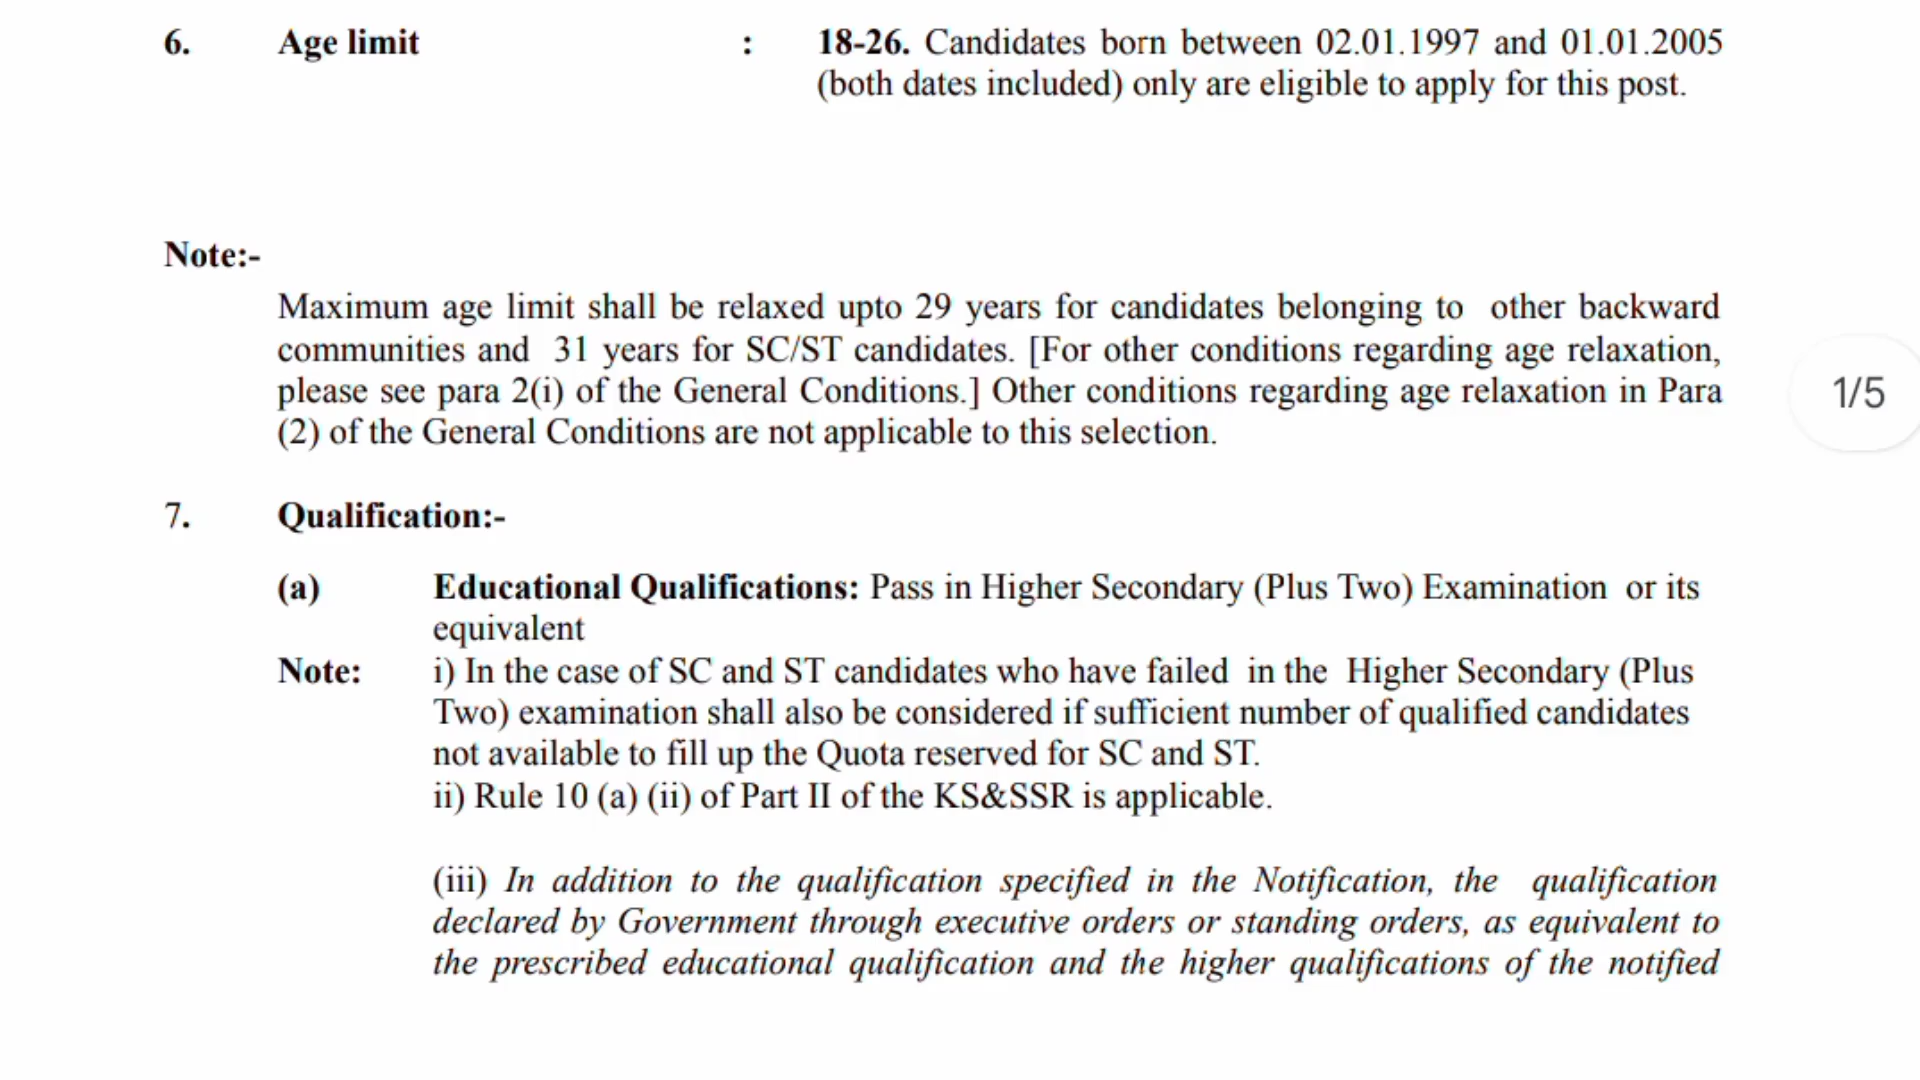 6. Age limit : 18-26. Candidates born between 02.01.1997 and 01.01.2005
(both dates included) only are eligible to apply for this post.
Note:-
Maximum age limit shall be relaxed upto 29 years for candidates belonging to other backward
communities and 31 years for SC/ST candidates. [For other conditions regarding age relaxation,
please see para 2(i) of the General Conditions.] Other conditions regarding age relaxation in Para
(2) of the General Conditions are not applicable to this selection.
1/5
7. Qualification:-
(a) Educational Qualifications: Pass in Higher Secondary (Plus Two) Examination or its
equivalent
Note: i) In the case of SC and ST candidates who have failed in the Higher Secondary (Plus
Two) examination shall also be considered if sufficient number of qualified candidates
not available to fill up the Quota reserved for SC and ST.
ii) Rule 10 (a) (ii) of Part II of the KS&SSR is applicable.
(iii) In addition to the qualification specified in the Notification, the qualification
declared by Government through executive orders or standing orders, as equivalent to
the prescribed educational qualification and the higher qualifications of the notified